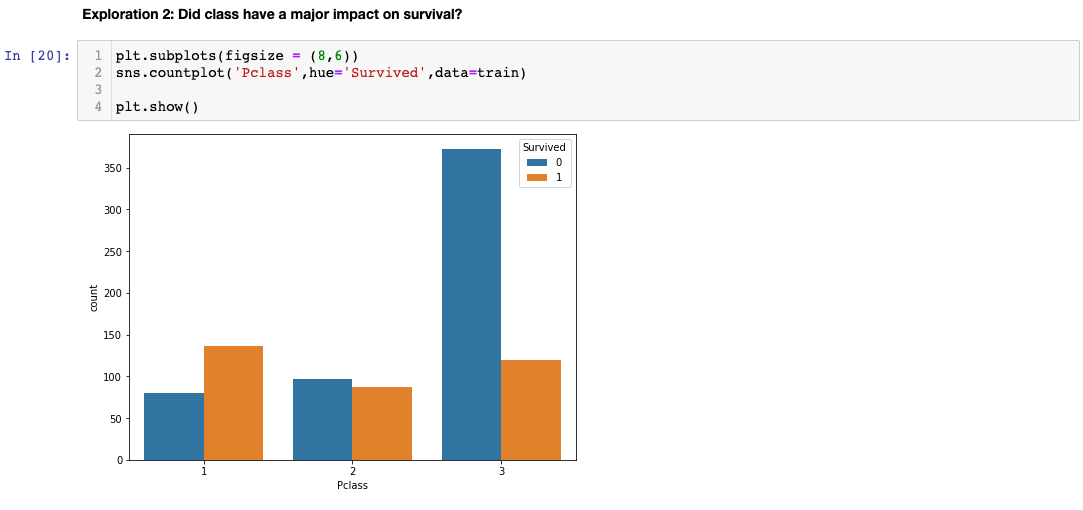 Exploration 2: Did class have a major impact on survival?
In [20]:
1 plt.subplots(figsize = (8,6))
2 sns.countplot('Pclass',hue='Survived',data=train)
3
4 plt.show()
Survived
0
1
350
300
250
200
150
100
50
0
count
1 2 3
Pclass